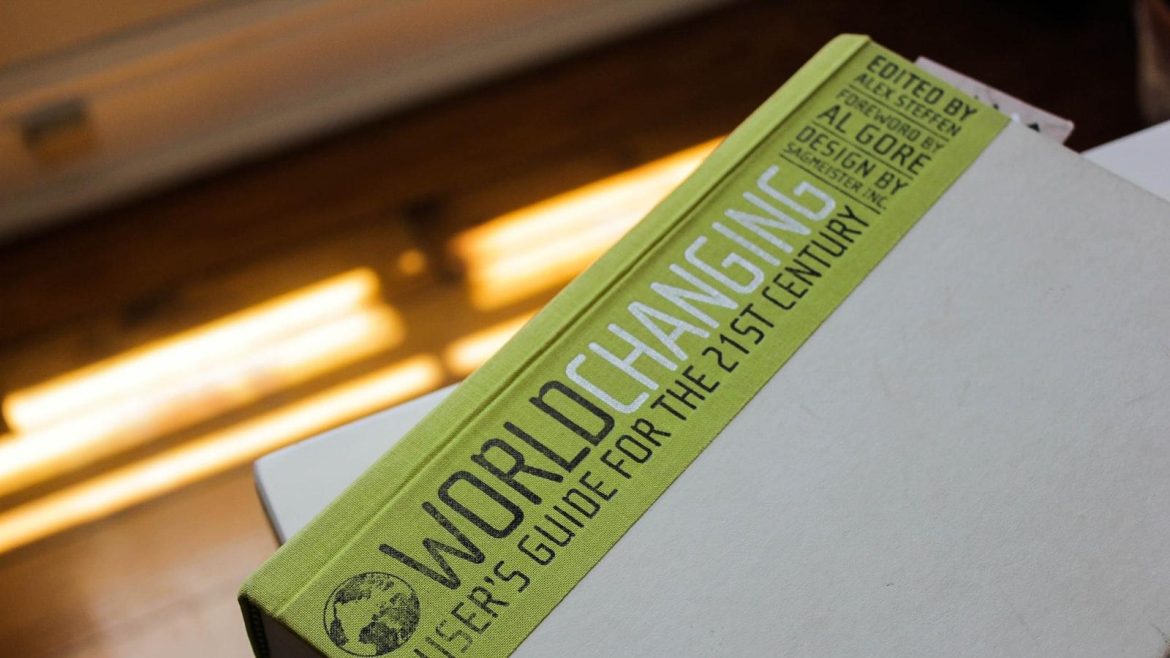 WORLDCHANGING
USER'S GUIDE FOR THE 21ST CENTURY
EDITED BY
ALEX STEFFEN
FOREWORD BY
AL GORE
DESIGN BY
SAGMEISTER INC.